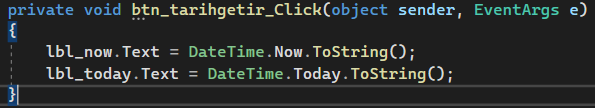 private void btn_tarihgetir_Click(object sender, EventArgs e)
{
lbl_now.Text = DateTime.Now.ToString();
lbl_today.Text = DateTime.Today.ToString();
}